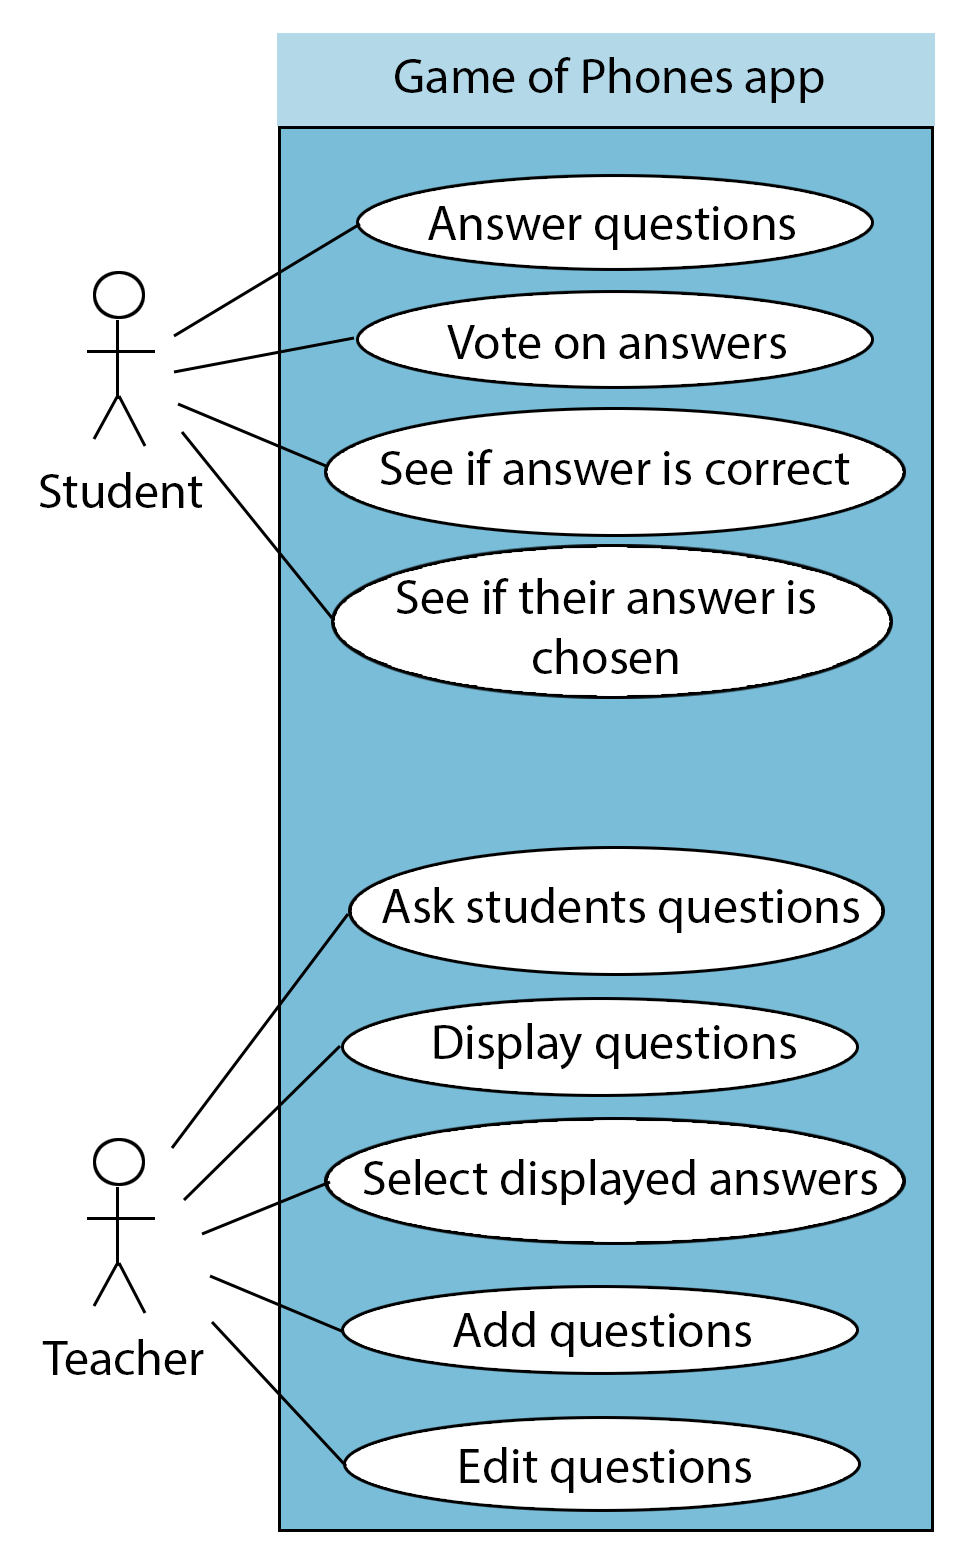 Game of Phones app
Answer questions
Vote on answers
See if answer is correct
Student
See if their answer is
chosen
Ask students questions
Display questions
Select displayed answers
Add questions
Teacher
Edit questions